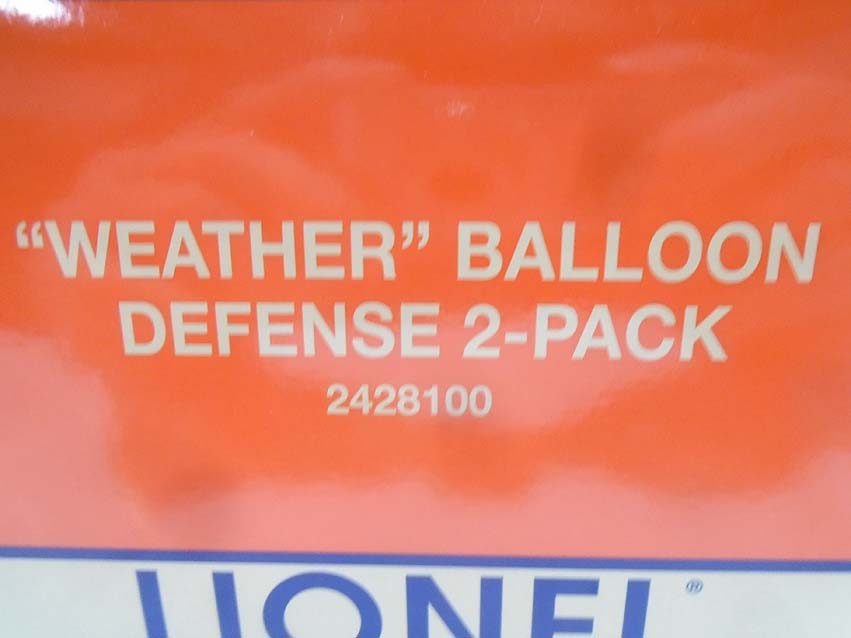 “WEATHER” BALLOON
DEFENSE 2-PACK
2428100
LIONEL ®